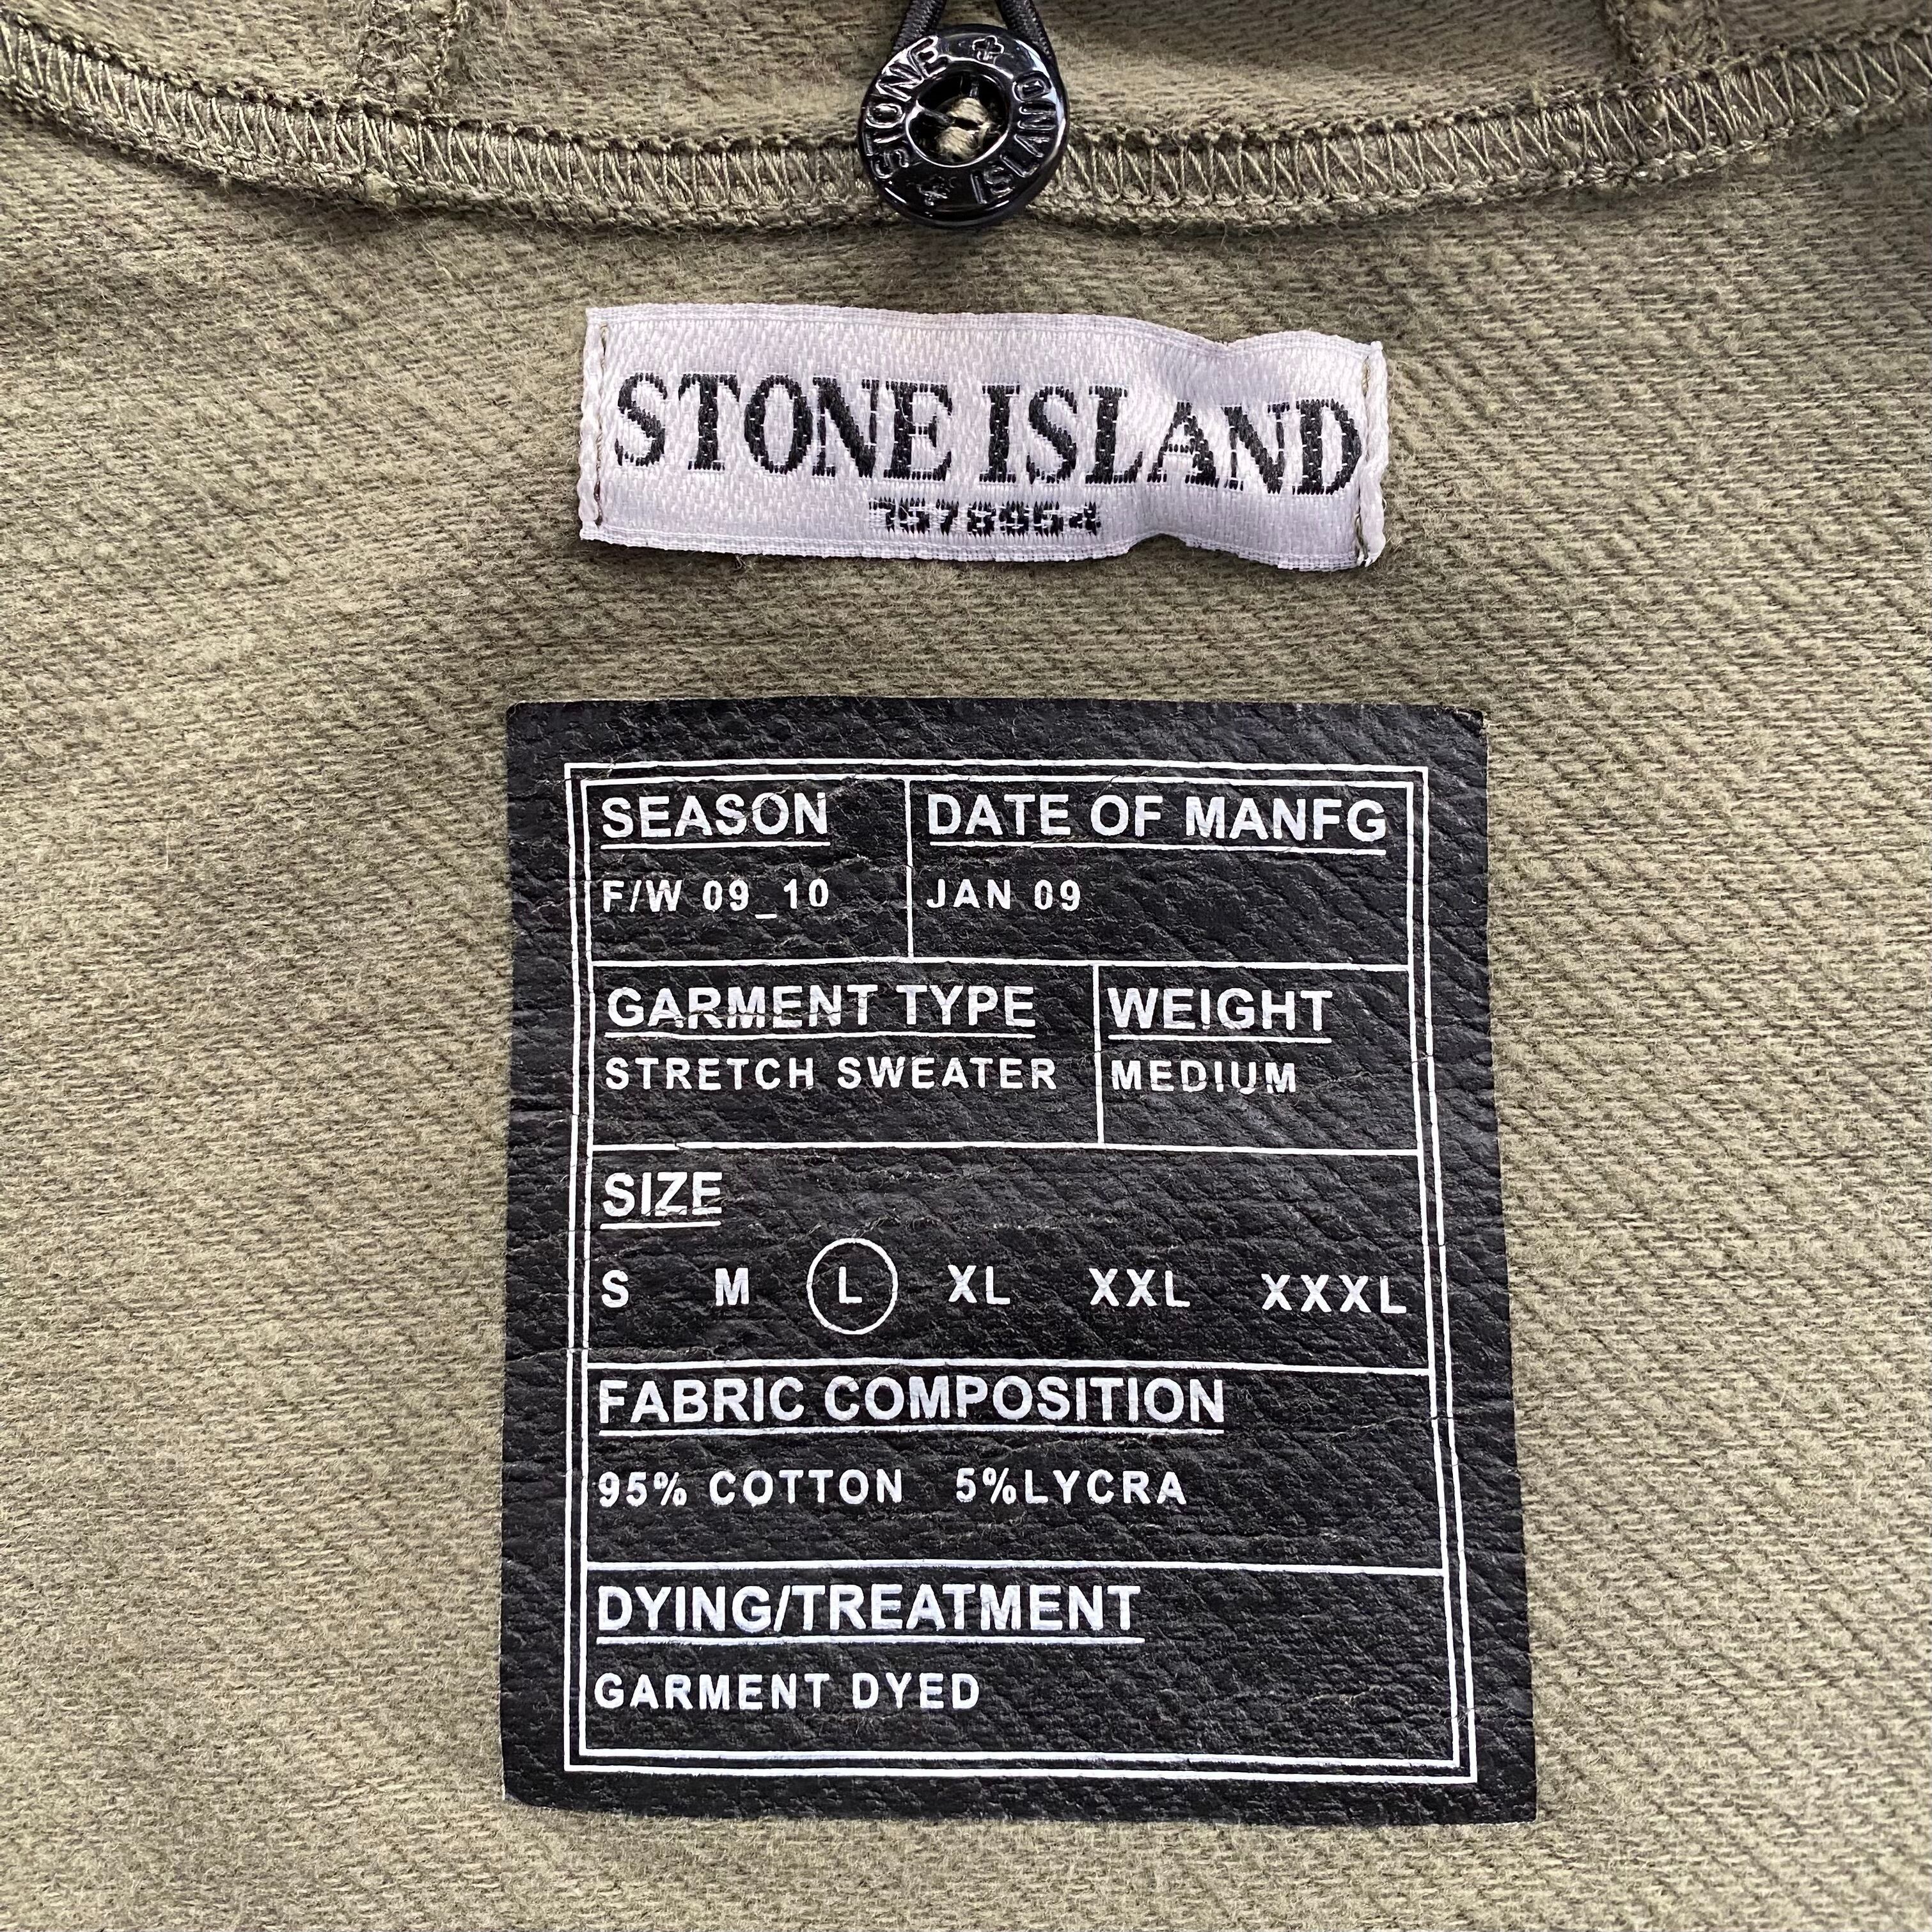 STONE ISLAND
STONE ISLAND
7578954
SEASON DATE OF MANFG
F/W 09_10 JAN 09
GARMENT TYPE WEIGHT
STRETCH SWEATER MEDIUM
SIZE
S M L XL XXL XXXL
FABRIC COMPOSITION
95% COTTON 5%LYCRA
DYING/TREATMENT
GARMENT DYED